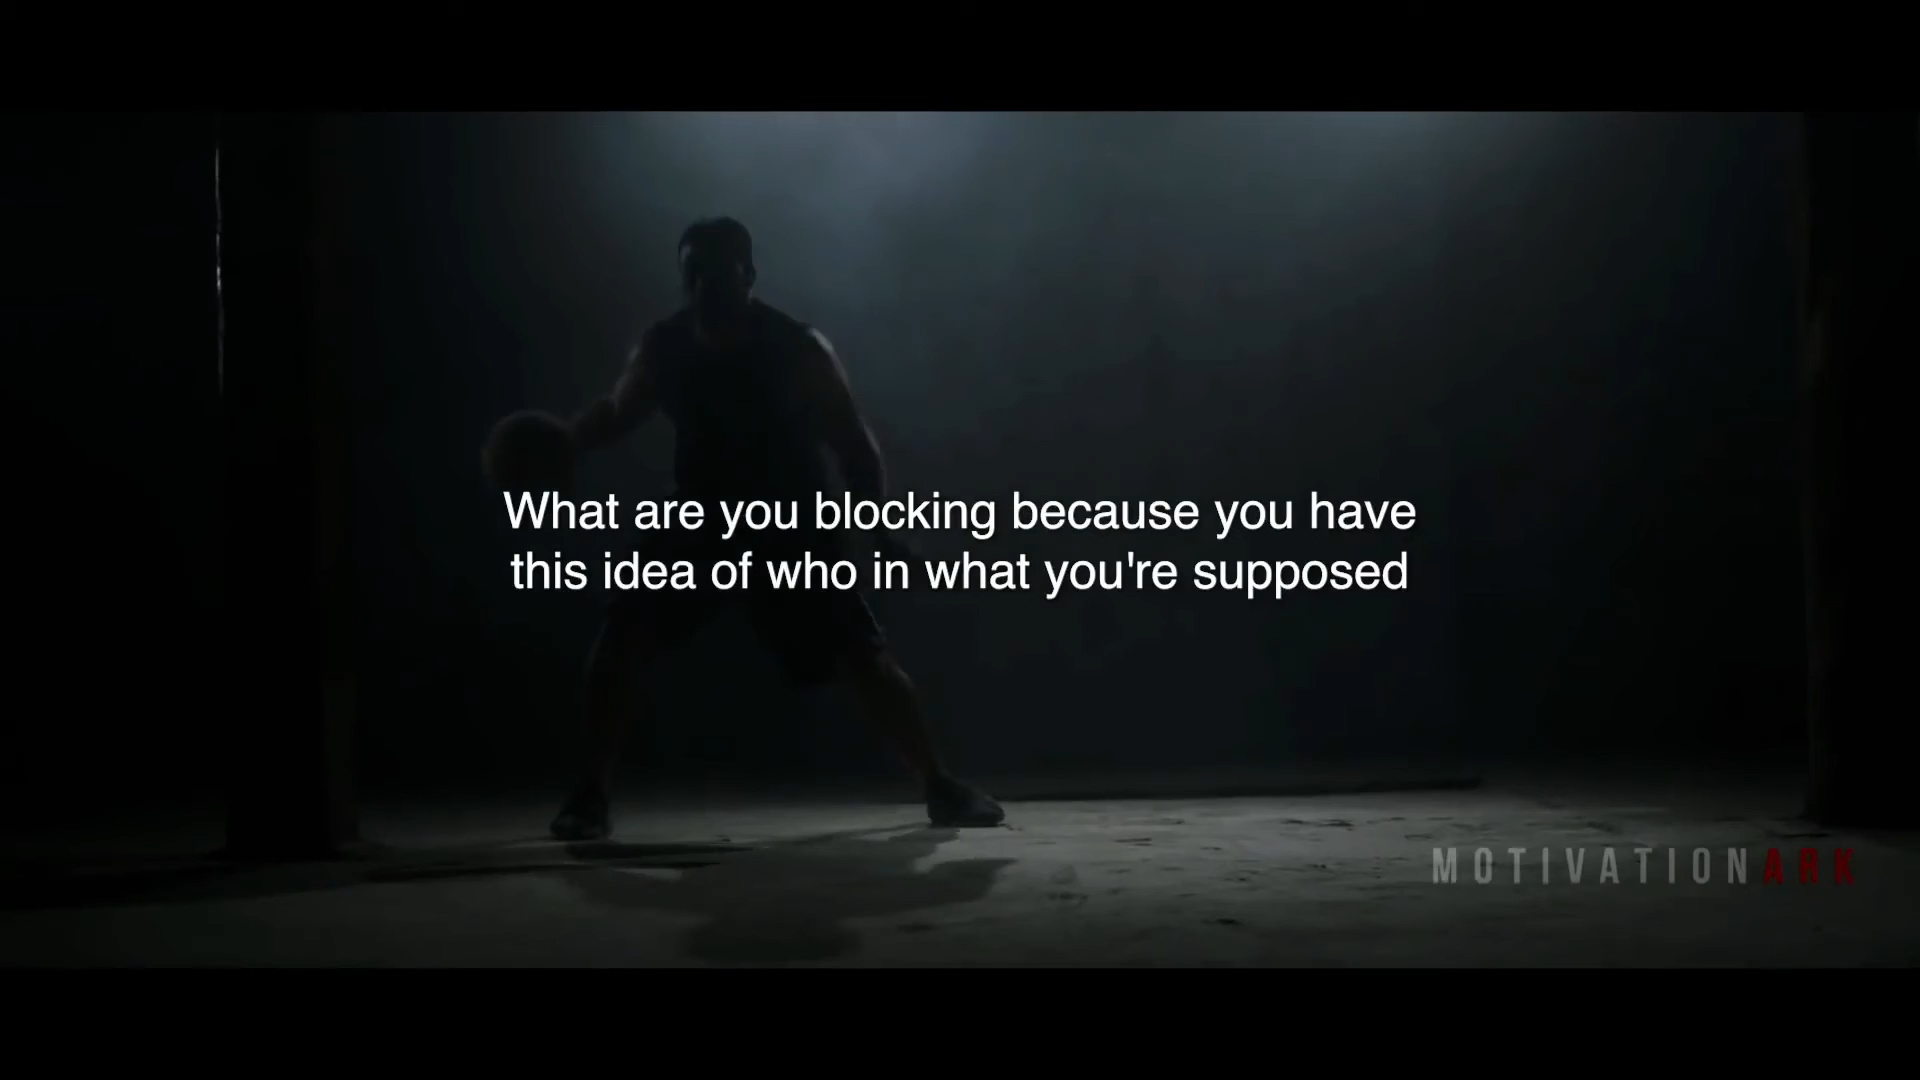 What are you blocking because you have
this idea of who in what you're supposed
MOTIVATIONARK